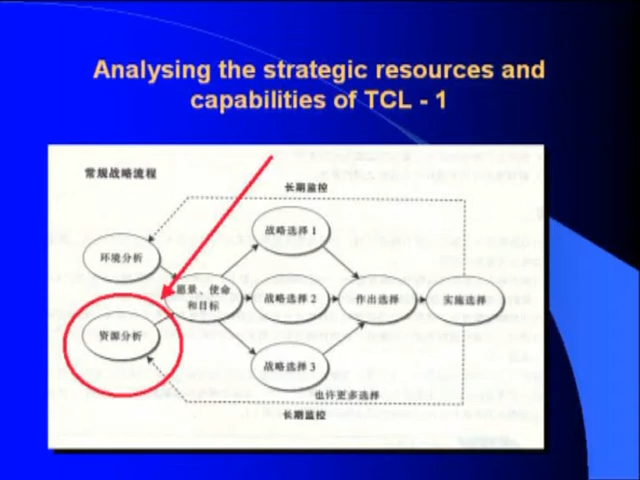 Analysing the strategic resources and
capabilities of TCL - 1
常规战略流程
长期监控
战略选择 1
环境分析
愿景、使命
和目标
战略选择 2
作出选择
实施选择
资源分析
战略选择 3
也许更多选择
长期监控